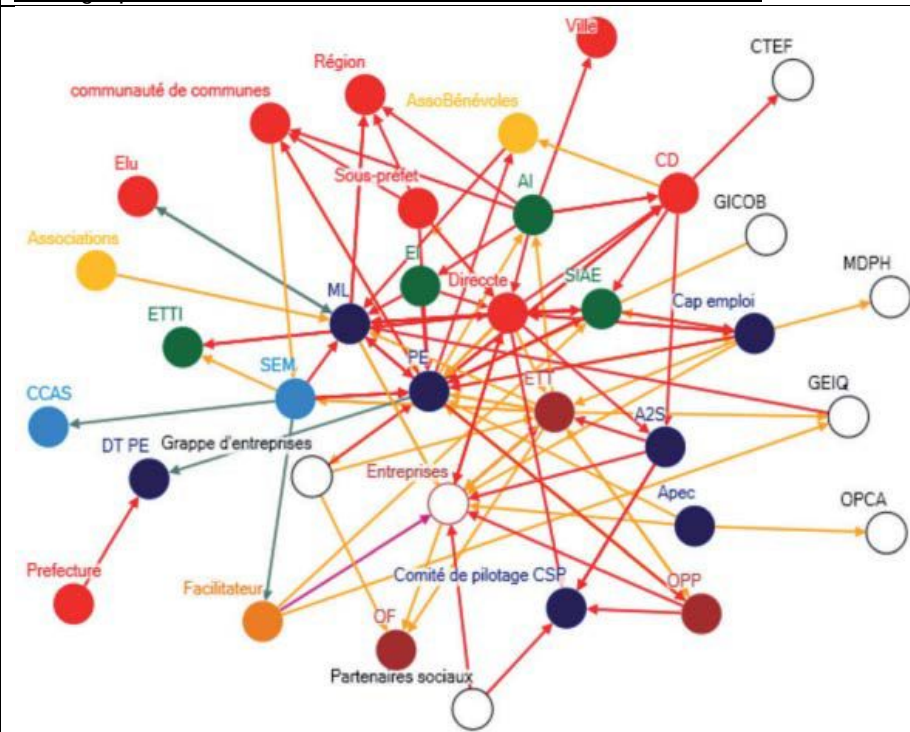 Ville
CTEF
Région
communauté de communes
AssoBénévoles
CD
Elu
Sous-préfet
AI
GICOB
Associations
EI
MDPH
ML
Direccte
SIAE
Cap emploi
ETTI
PE
SEM
ETT
GEIQ
CCAS
A2S
DT PE
Grappe d'entreprises
Entreprises
Apec
OPCA
Prefecture
Facilitateur
Comité de pilotage CSP
OPP
OF
Partenaires sociaux